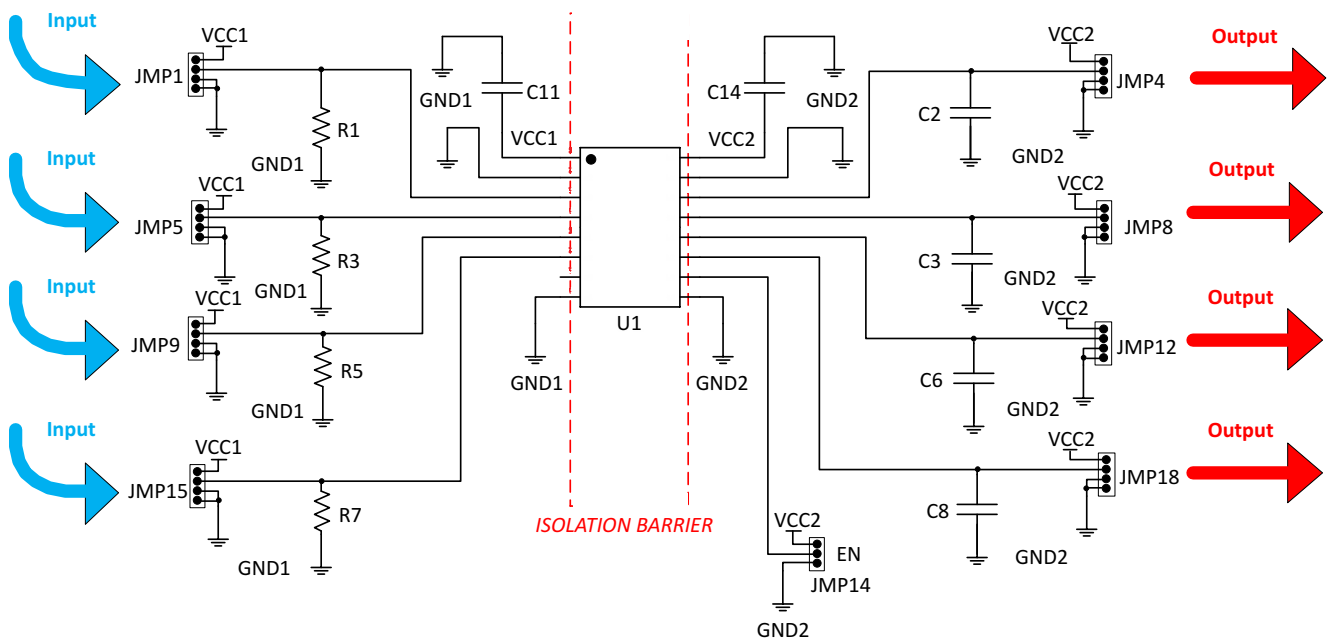 Input
VCC1
JMP1
R1
GND1
GND1
C11
VCC1
C14
GND2
VCC2
C2
GND2
VCC2
JMP4
Output
Input
VCC1
JMP5
R3
GND1
C3
GND2
VCC2
JMP8
Output
Input
VCC1
JMP9
R5
GND1
U1
GND1
GND2
C6
GND2
VCC2
JMP12
Output
Input
VCC1
JMP15
R7
GND1
ISOLATION BARRIER
VCC2
EN
JMP14
GND2
C8
GND2
VCC2
JMP18
Output